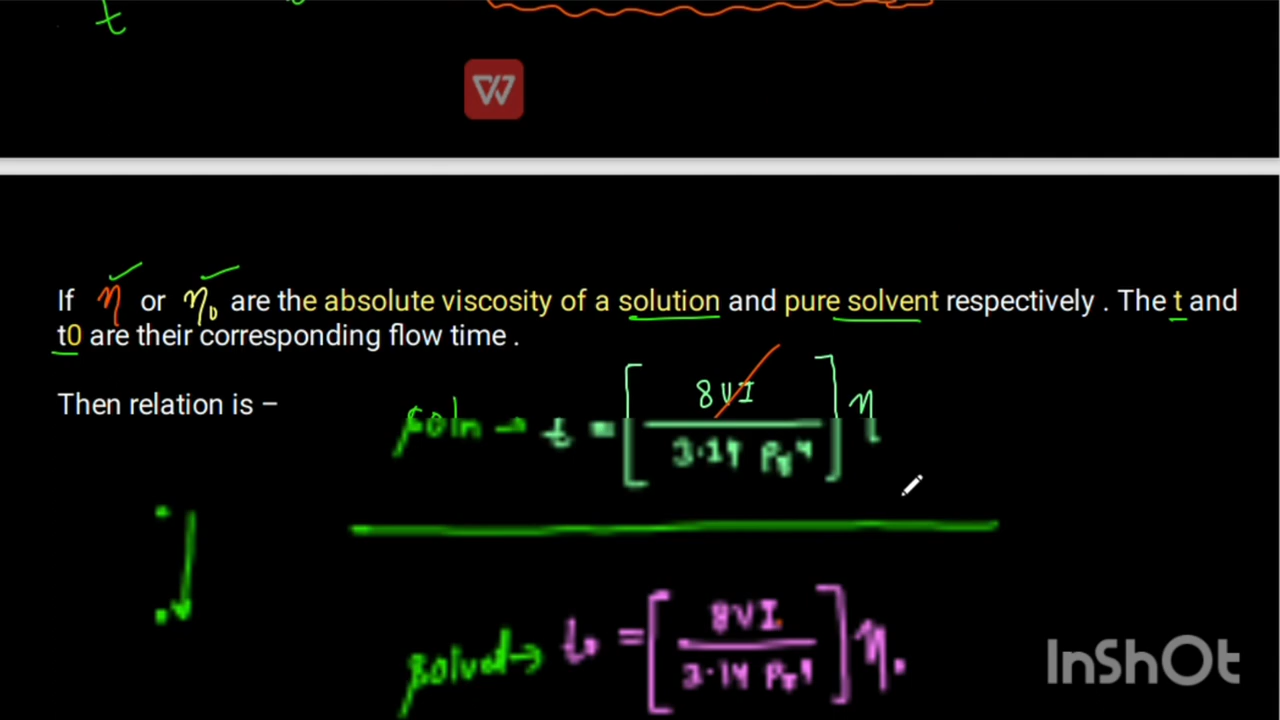 t
If η or η₀ are the absolute viscosity of a solution and pure solvent respectively . The t and
t0 are their corresponding flow time .
Then relation is –
soln → t = [ 8VI / 3.14 Pr⁴ ] η
solvent → t₀ = [ 8VI / 3.14 Pr⁴ ] η₀
InShOt